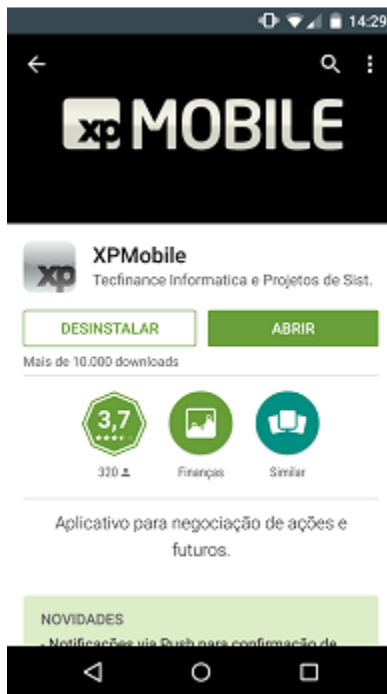 14:29
xp MOBILE
xp
XPMobile
Tecfinance Informatica e Projetos de Sist.
DESINSTALAR
ABRIR
Mais de 10.000 downloads
3,7
320
Finanças
Similar
Aplicativo para negociação de ações e
futuros.
NOVIDADES
- Notificações via Push para confirmação de